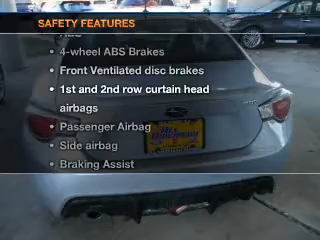 SAFETY FEATURES
ABS
• 4-wheel ABS Brakes
• Front Ventilated disc brakes
• 1st and 2nd row curtain head
airbags
• Passenger Airbag
• Side airbag
• Braking Assist